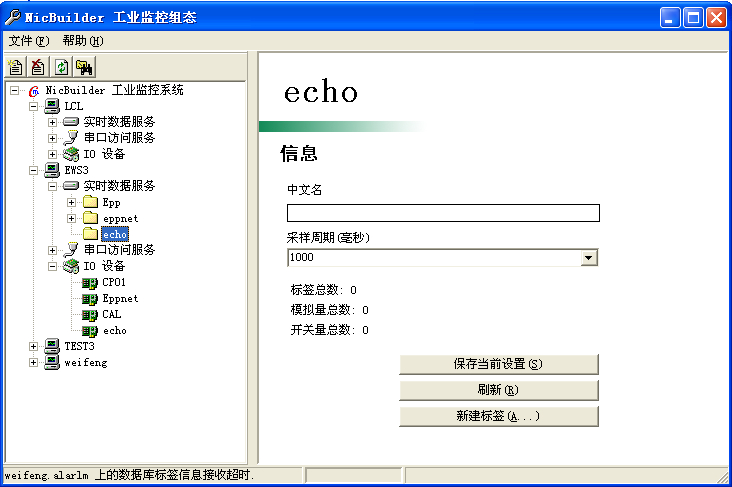 NicBuilder 工业监控组态
文件(F) 帮助(H)
NicBuilder 工业监控系统
LCL
实时数据服务
串口访问服务
IO 设备
EWS3
实时数据服务
Epp
eppnet
echo
串口访问服务
IO 设备
CP01
Eppnet
CAL
echo
TEST3
weifeng
echo
信息
中文名
采样周期(毫秒)
1000
标签总数: 0
模拟量总数: 0
开关量总数: 0
保存当前设置(S)
刷新(R)
新建标签(A...)
weifeng.alarlm 上的数据库标签信息接收超时.